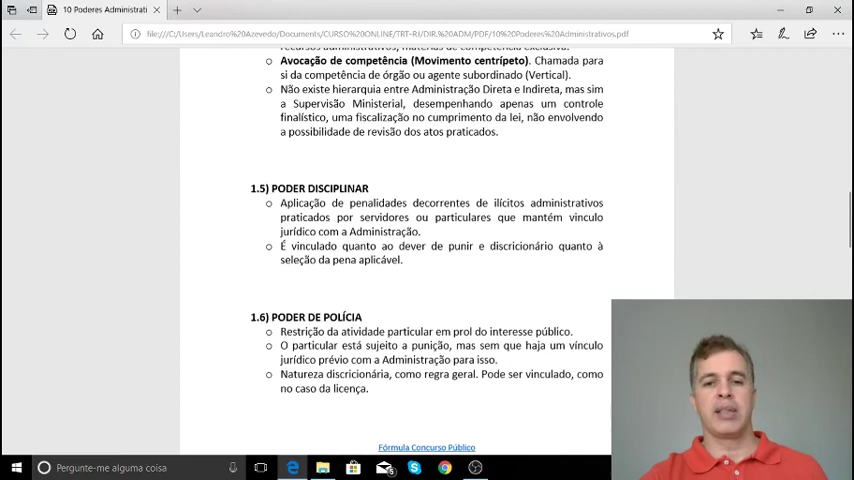 10 Poderes Administrati
file:///C:/Users/Leandro%20Azevedo/Documents/CURSO%20ONLINE/TRT-RJ/DIR.%20ADM/PDF/10%20Poderes%20Administrativos.pdf
recursos administrativos, matérias de competência exclusiva.
Avocação de competência (Movimento centrípeto). Chamada para
si da competência de órgão ou agente subordinado (Vertical).
Não existe hierarquia entre Administração Direta e Indireta, mas sim
a Supervisão Ministerial, desempenhando apenas um controle
finalístico, uma fiscalização no cumprimento da lei, não envolvendo
a possibilidade de revisão dos atos praticados.
1.5) PODER DISCIPLINAR
Aplicação de penalidades decorrentes de ilícitos administrativos
praticados por servidores ou particulares que mantém vinculo
jurídico com a Administração.
É vinculado quanto ao dever de punir e discricionário quanto à
seleção da pena aplicável.
1.6) PODER DE POLÍCIA
Restrição da atividade particular em prol do interesse público.
O particular está sujeito a punição, mas sem que haja um vínculo
jurídico prévio com a Administração para isso.
Natureza discricionária, como regra geral. Pode ser vinculado, como
no caso da licença.
Fórmula Concurso Público
Pergunte-me alguma coisa